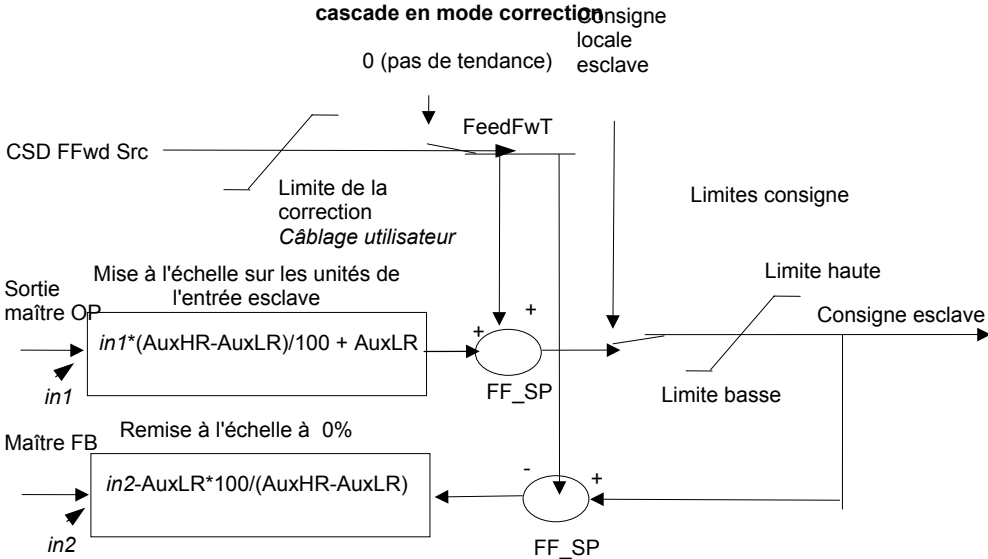 cascade en mode correction
Consigne
locale
esclave
0 (pas de tendance)
FeedFwT
CSD FFwd Src
Limite de la
correction
Câblage utilisateur
Limites consigne
Mise à l'échelle sur les unités de
l'entrée esclave
Limite haute
Sortie
maître OP
Consigne esclave
in1*(AuxHR-AuxLR)/100 + AuxLR
+
+
in1
FF_SP
Limite basse
Maître FB
Remise à l'échelle à 0%
in2-AuxLR*100/(AuxHR-AuxLR)
-
+
in2
FF_SP